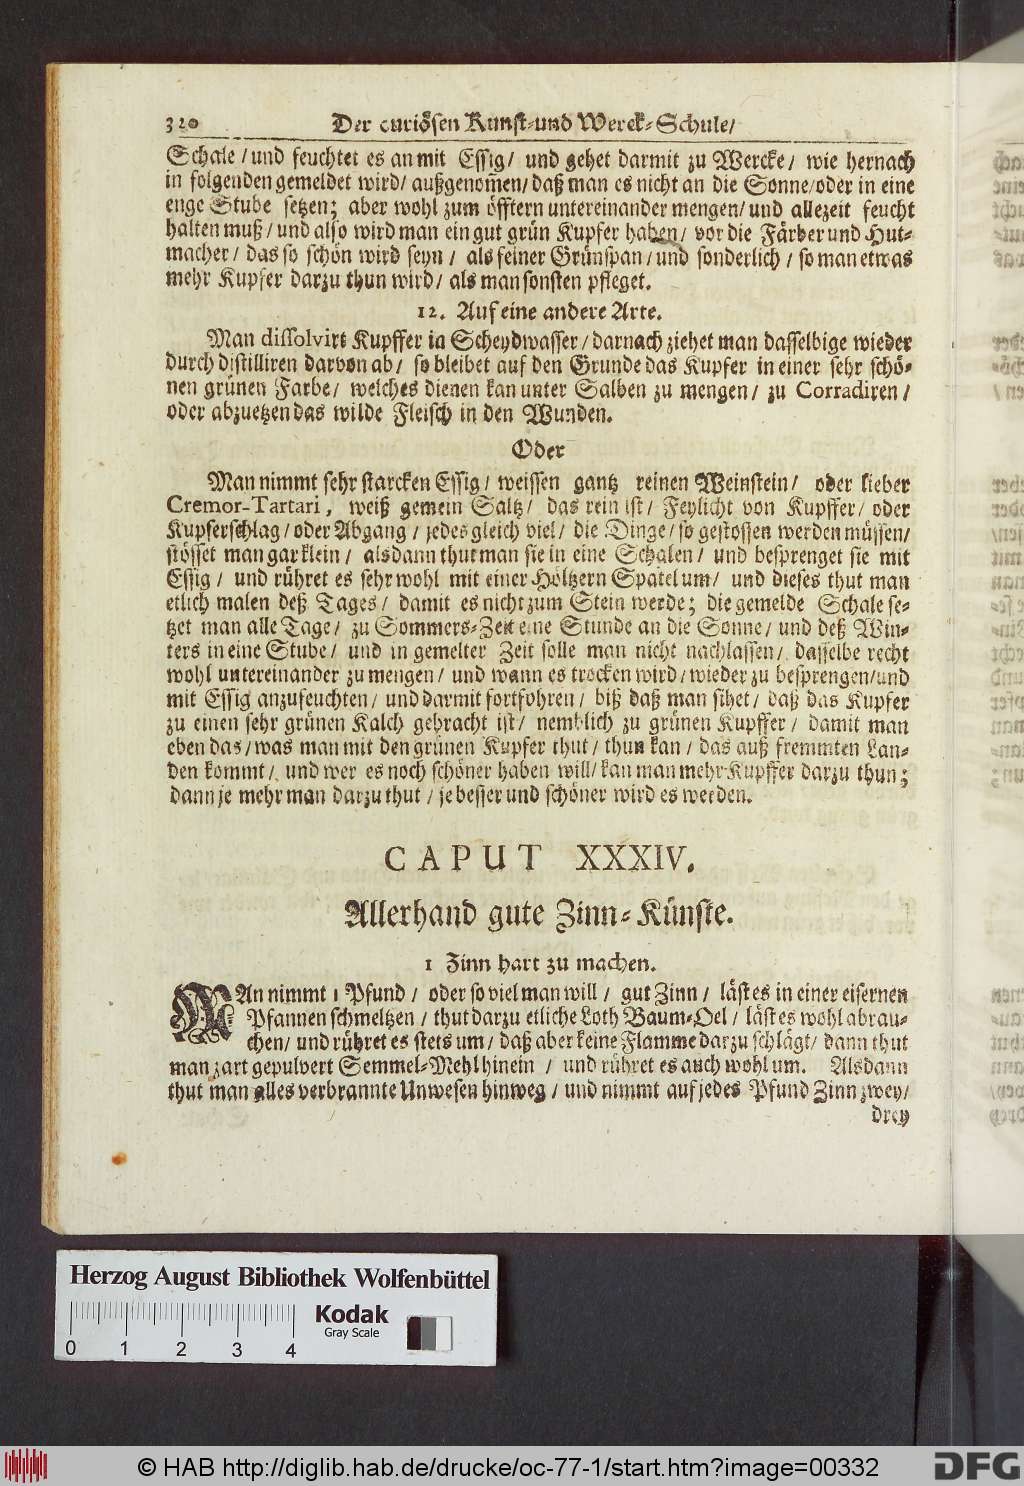 320 Der curiösen Kunst-und Werck-Schule/
Schale/und feuchtet es an mit Essig/ und gehet darmit zu Wercke/ wie hernach
in folgenden gemeldet wird/ außgenom̃en/ daß man es nicht an die Sonne/oder in eine
enge Stube setzen; aber wohl zum öfftern untereinander mengen/ und allezeit feucht
halten muß/ und also wird man ein gut grün Kupfer haben/ vor die Färber und Hut-
macher/ das so schön wird seyn/ als feiner Grünspan/und sonderlich/ so man etwas
mehr Kupfer darzu thun wird/ als man sonsten pfleget.
12. Auf eine andere Arte.
Man dissolvirt Kupffer in Scheydwasser/darnach ziehet man dasselbige wieder
durch distilliren darvon ab/ so bleibet auf den Grunde das Kupfer in einer sehr schö-
nen grünen Farbe/ welches dienen kan unter Salben zu mengen/ zu Corradiren/
oder abzuetzen das wilde Fleisch in den Wunden.
Oder
Man nimmt sehr starcken Essig/ weissen gantz reinen Weinstein/ oder lieber
Cremor-Tartari, weiß gemein Saltz/ das rein ist/ Feylicht von Kupffer/ oder
Kupferschlag/oder Abgang/ jedes gleich viel/ die Dinge/ so gestossen werden müssen/
stösset man gar klein/ alsdann thut man sie in eine Schalen/ und besprenget sie mit
Essig/ und rühret es sehr wohl mit einer Höltzern Spatel um/ und dieses thut man
etlich malen deß Tages/ damit es nicht zum Stein werde; die gemelde Schale se-
tzet man alle Tage/ zu Sommers-Zeit eine Stunde an die Sonne/ und deß Win-
ters in eine Stube/ und in gemelter Zeit solle man nicht nachlassen/ dasselbe recht
wohl untereinander zu mengen/ und wann es trocken wird/wieder zu besprengen/und
mit Essig anzufeuchten/ und darmit fortfohren/ biß daß man sihet/ daß das Kupfer
zu einen sehr grünen Kalch gebracht ist/ nemblich zu grünen Kupffer/ damit man
eben das/was man mit den grünen Kupfer thut/ thun kan/ das auß fremmten Lan-
den kommt/ und wer es noch schöner haben will/ kan man mehr Kupffer darzu thun;
dann je mehr man darzu thut/ je besser und schöner wird es werden.
CAPUT XXXIV.
Allerhand gute Zinn-Künste.
1 Zinn hart zu machen.
MAn nimmt 1 Pfund/ oder so viel man will/ gut Zinn/ läst es in einer eisernen
Pfannen schmeltzen/ thut darzu etliche Loth Baum-Oel/ läst es wohl abrau-
chen/ und rühret es stets um/ daß aber keine Flamme darzu schlägt/ dann thut
man zart gepulvert Semmel-Mehl hinein/ und rühret es auch wohl um. Alsdann
thut man alles verbrannte Unwesen hinweg/ und nimmt auf jedes Pfund Zinn zwey/
drey
Herzog August Bibliothek Wolfenbüttel
Kodak
Gray Scale
0 1 2 3 4
© HAB http://diglib.hab.de/drucke/oc-77-1/start.htm?image=00332
DFG